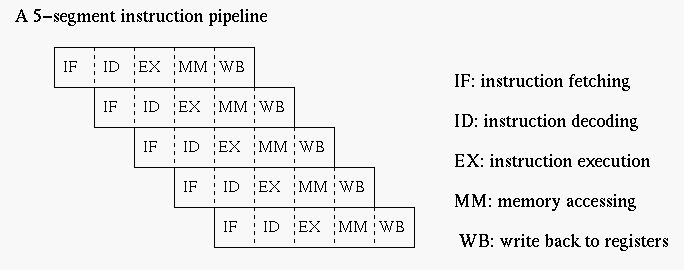 A 5-segment instruction pipeline
IF ID EX MM WB
IF ID EX MM WB
IF ID EX MM WB
IF ID EX MM WB
IF ID EX MM WB
IF: instruction fetching
ID: instruction decoding
EX: instruction execution
MM: memory accessing
WB: write back to registers